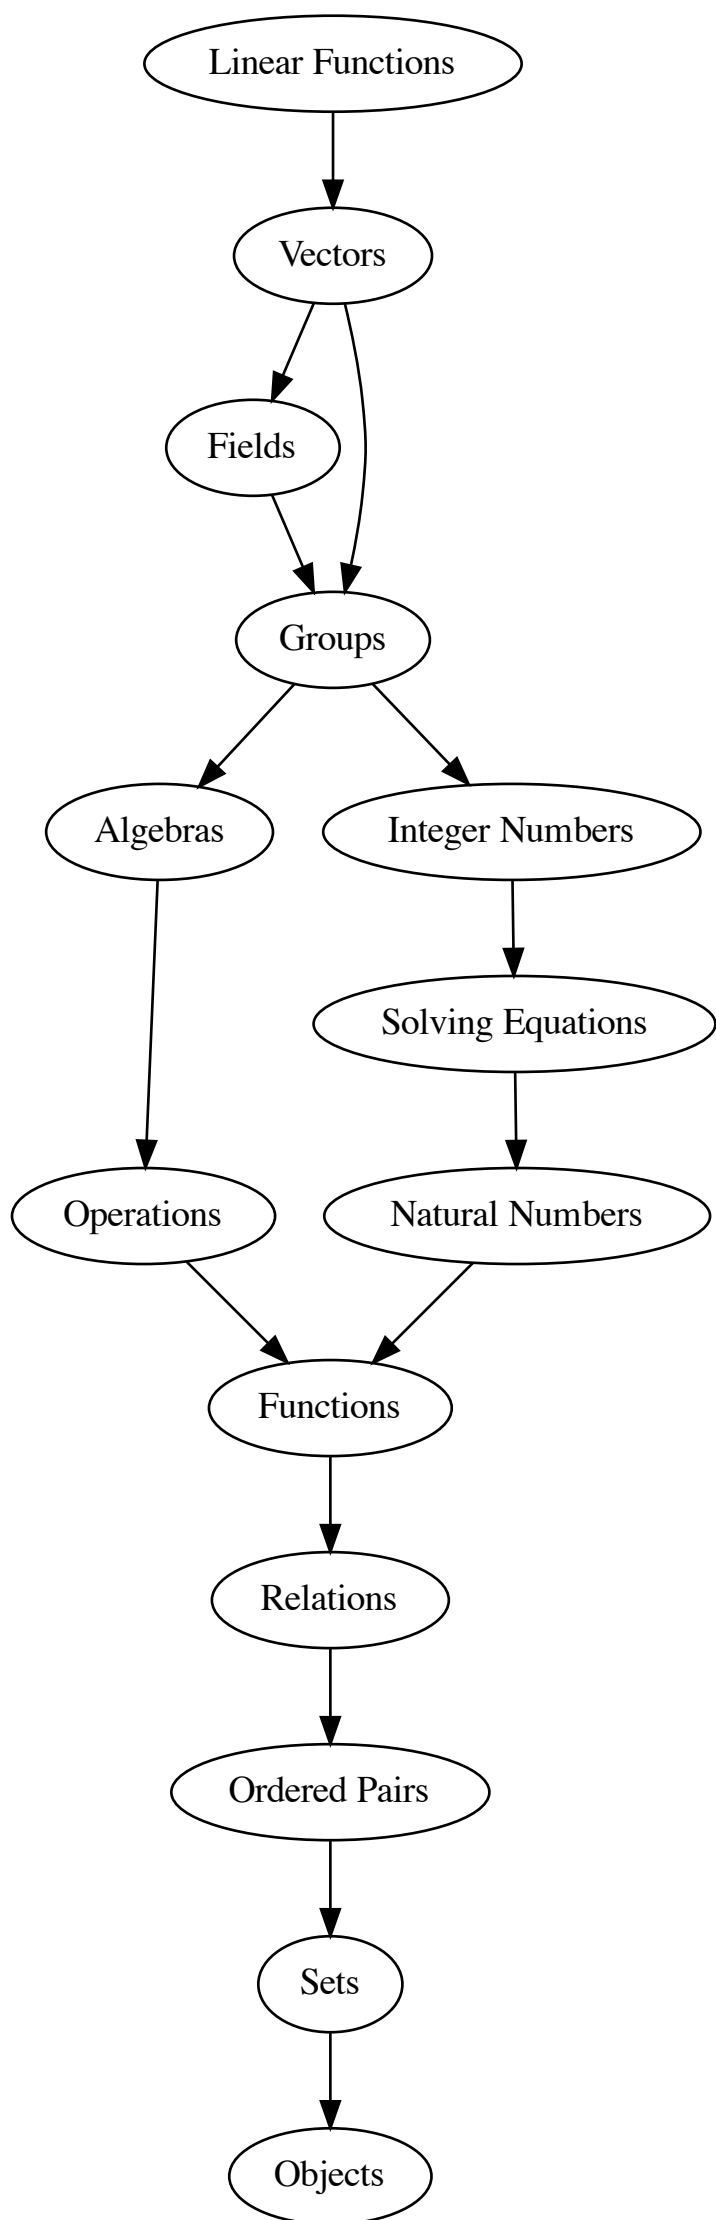 Linear Functions
Vectors
Fields
Groups
Algebras
Integer Numbers
Solving Equations
Operations
Natural Numbers
Functions
Relations
Ordered Pairs
Sets
Objects